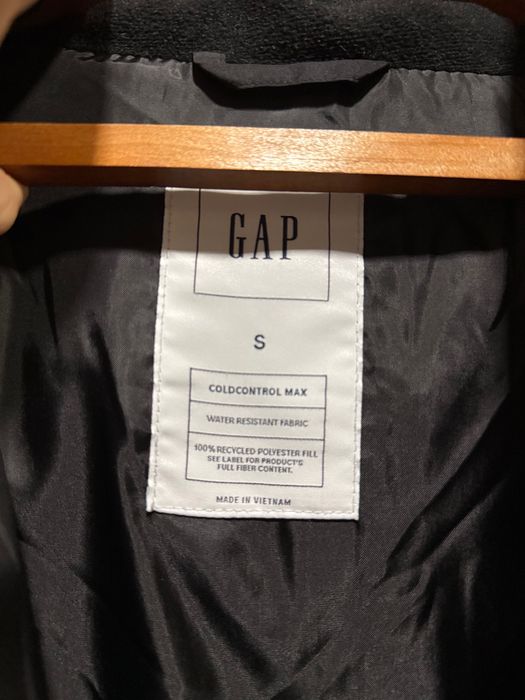 GAP
S
COLDCONTROL MAX
WATER RESISTANT FABRIC
100% RECYCLED POLYESTER FILL
SEE LABEL FOR PRODUCT'S
FULL FIBER CONTENT.
MADE IN VIETNAM